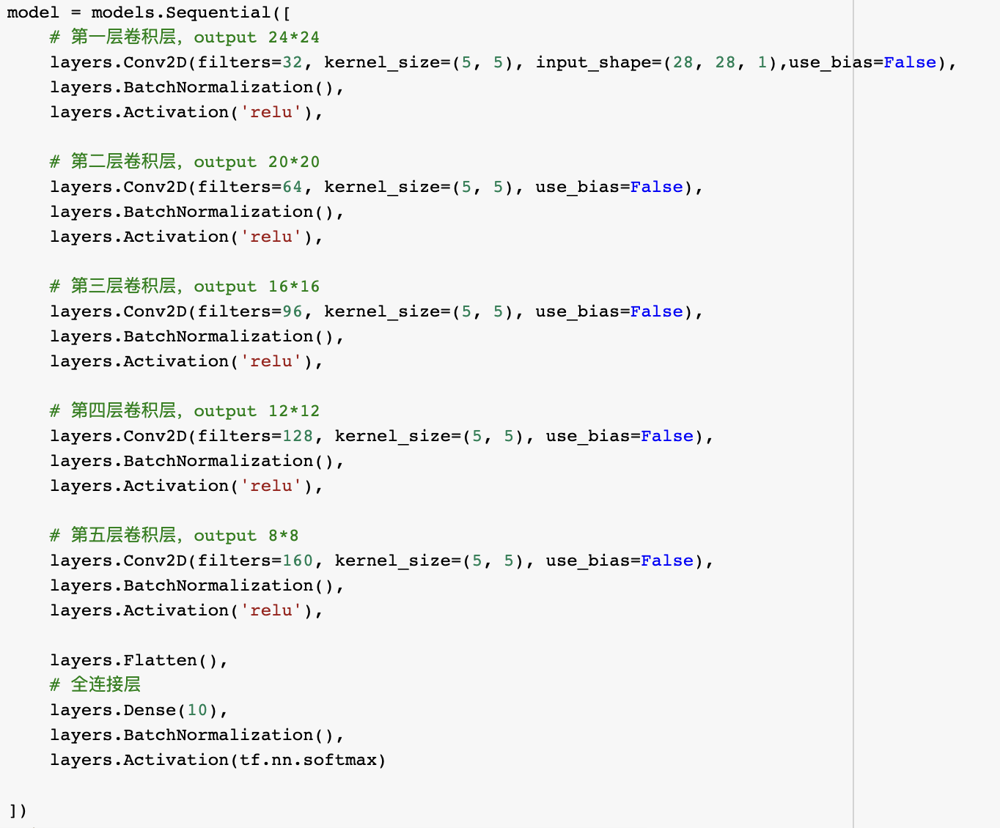 model = models.Sequential([
    # 第一层卷积层，output 24*24
    layers.Conv2D(filters=32, kernel_size=(5, 5), input_shape=(28, 28, 1),use_bias=False),
    layers.BatchNormalization(),
    layers.Activation('relu'),

    # 第二层卷积层，output 20*20
    layers.Conv2D(filters=64, kernel_size=(5, 5), use_bias=False),
    layers.BatchNormalization(),
    layers.Activation('relu'),

    # 第三层卷积层，output 16*16
    layers.Conv2D(filters=96, kernel_size=(5, 5), use_bias=False),
    layers.BatchNormalization(),
    layers.Activation('relu'),

    # 第四层卷积层，output 12*12
    layers.Conv2D(filters=128, kernel_size=(5, 5), use_bias=False),
    layers.BatchNormalization(),
    layers.Activation('relu'),

    # 第五层卷积层，output 8*8
    layers.Conv2D(filters=160, kernel_size=(5, 5), use_bias=False),
    layers.BatchNormalization(),
    layers.Activation('relu'),

    layers.Flatten(),
    # 全连接层
    layers.Dense(10),
    layers.BatchNormalization(),
    layers.Activation(tf.nn.softmax)

])